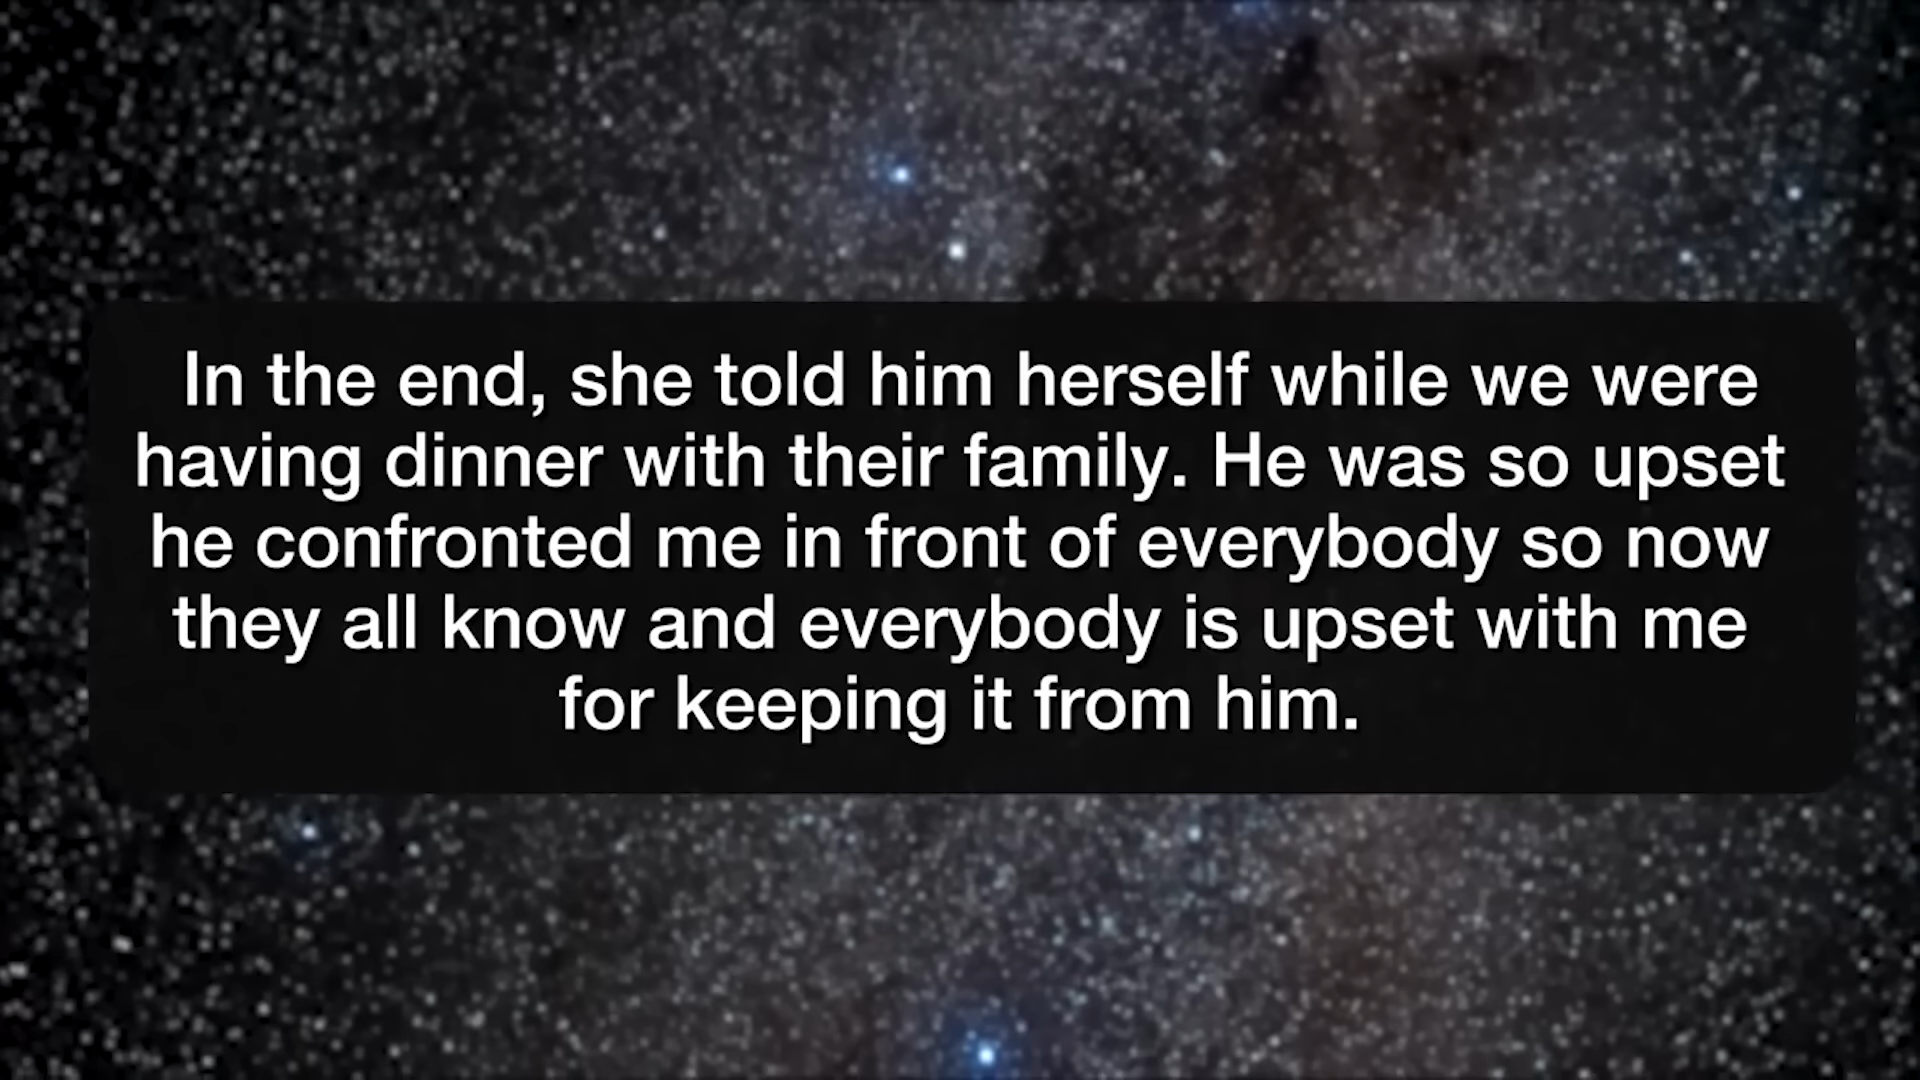 In the end, she told him herself while we were
having dinner with their family. He was so upset
he confronted me in front of everybody so now
they all know and everybody is upset with me
for keeping it from him.